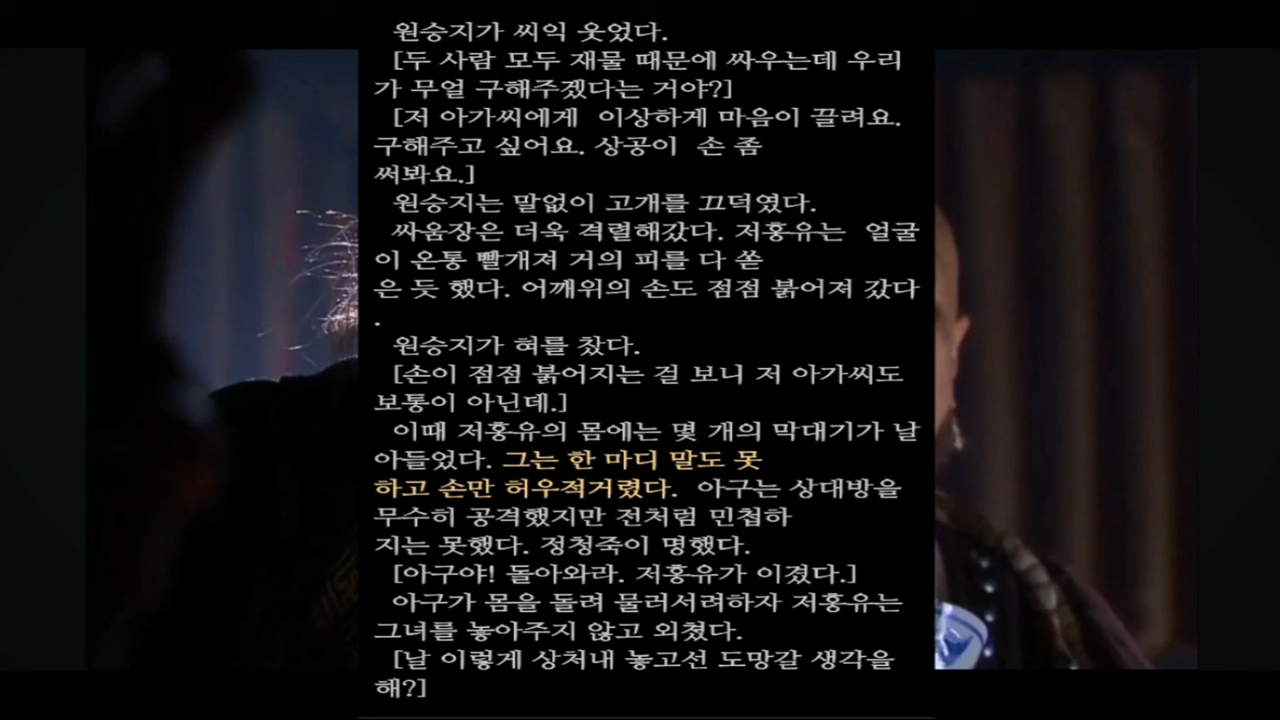 원승지가 씨익 웃었다.
[두 사람 모두 재물 때문에 싸우는데 우리
가 무얼 구해주겠다는 거야?]
[저 아가씨에게 이상하게 마음이 끌려요.
구해주고 싶어요. 상공이 손 좀
써봐요.]
원승지는 말없이 고개를 끄덕였다.
싸움장은 더욱 격렬해갔다. 저홍유는 얼굴
이 온통 빨개져 거의 피를 다 쏟
은 듯 했다. 어깨위의 손도 점점 붉어져 갔다
.
원승지가 혀를 찼다.
[손이 점점 붉어지는 걸 보니 저 아가씨도
보통이 아닌데.]
이때 저홍유의 몸에는 몇 개의 막대기가 날
아들었다. 그는 한 마디 말도 못
하고 손만 허우적거렸다. 아구는 상대방을
무수히 공격했지만 전처럼 민첩하
지는 못했다. 정청죽이 명했다.
[아구야! 돌아와라. 저홍유가 이겼다.]
아구가 몸을 돌려 물러서려하자 저홍유는
그녀를 놓아주지 않고 외쳤다.
[날 이렇게 상처내 놓고선 도망갈 생각을
해?]